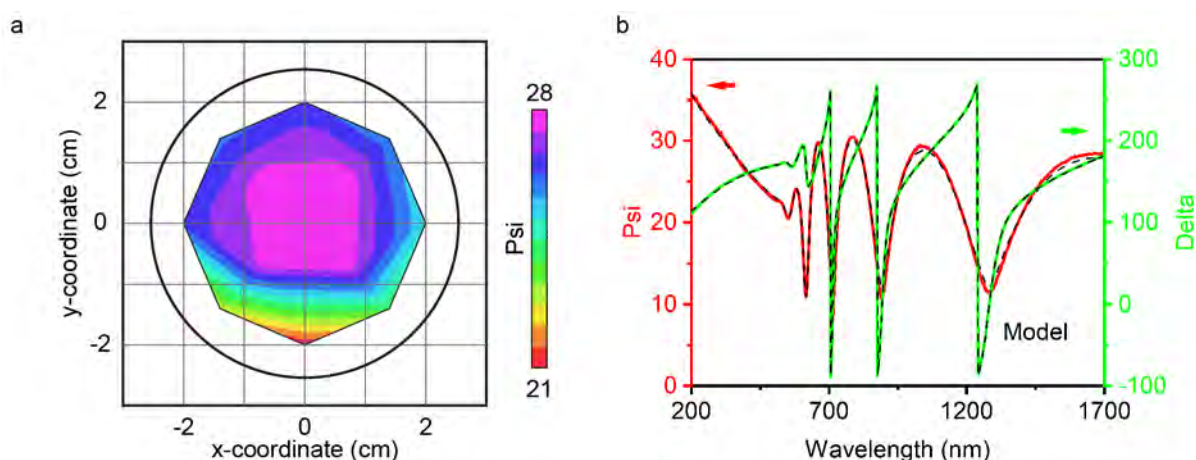 a
y-coordinate (cm)
2
0
-2
-2
0
2
x-coordinate (cm)
28
Psi
21
b
Psi
40
30
20
10
0
200
700
1200
1700
Wavelength (nm)
Model
300
200
100
0
-100
Delta